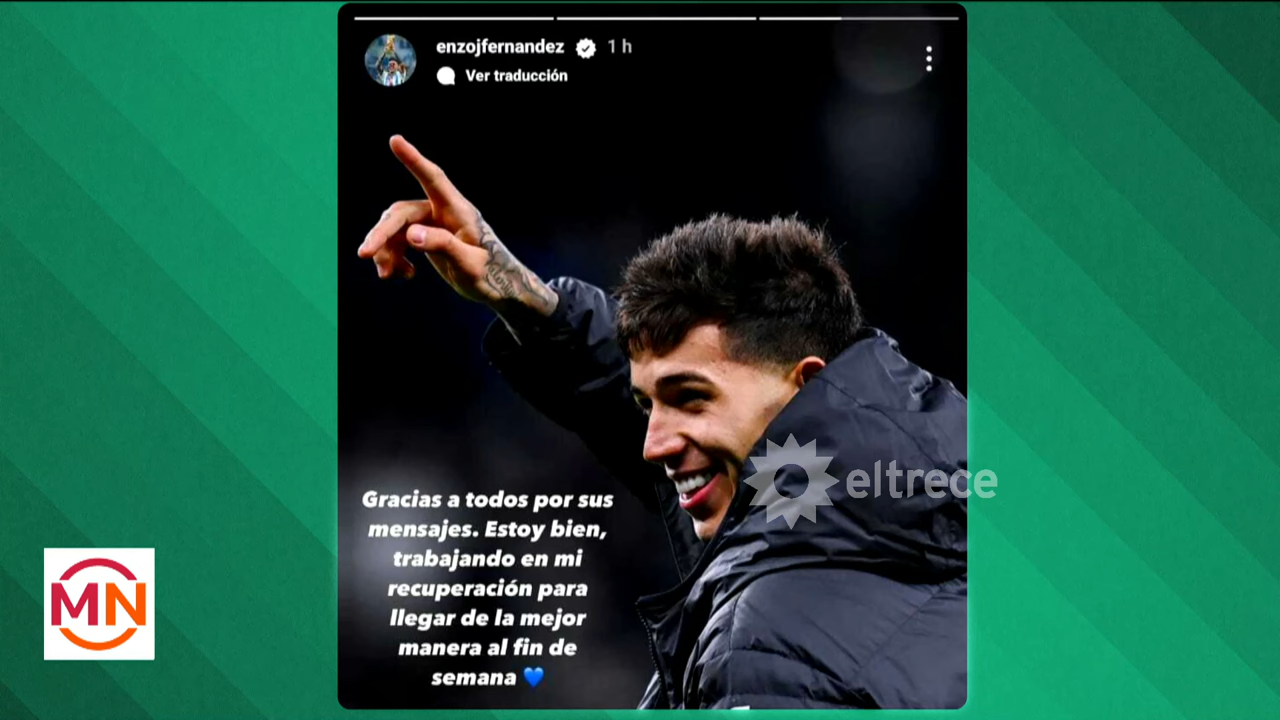 enzojfernandez 1 h
Ver traducción
Gracias a todos por sus
mensajes. Estoy bien,
trabajando en mi
recuperación para
llegar de la mejor
manera al fin de
semana 💙
eltrece
MN